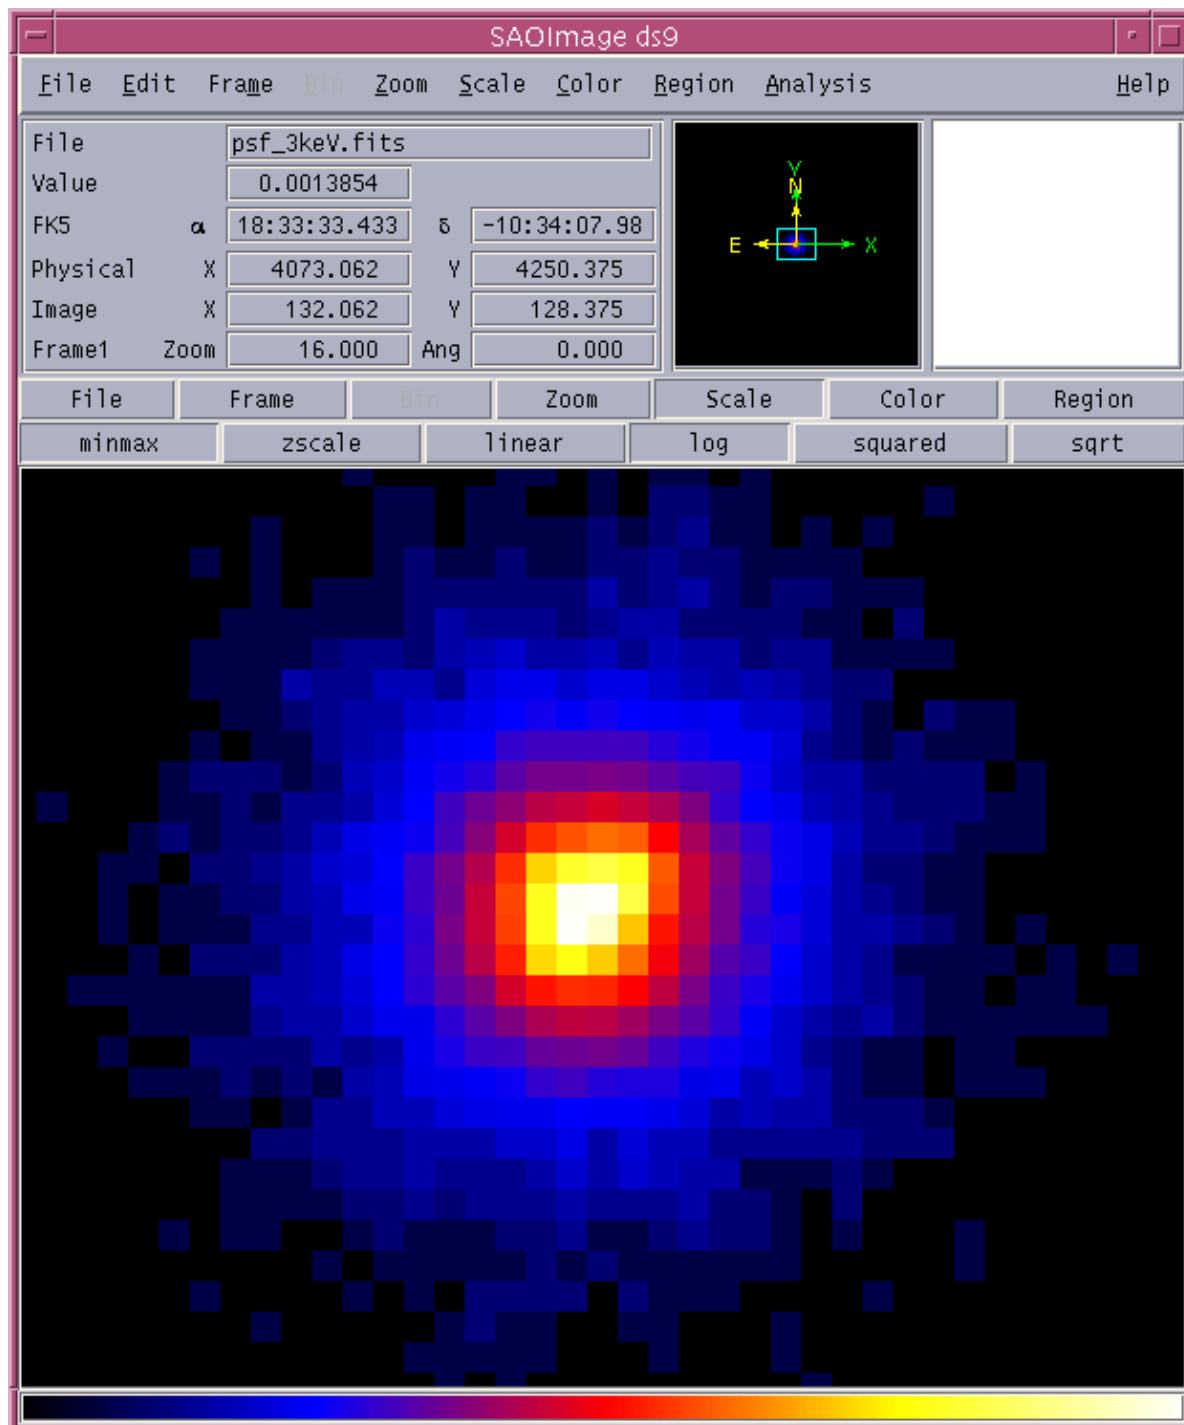 SAOImage ds9
File Edit Frame Bin Zoom Scale Color Region Analysis Help
File psf_3keV.fits
Value 0.0013854
FK5 α 18:33:33.433 δ -10:34:07.98
Physical X 4073.062 Y 4250.375
Image X 132.062 Y 128.375
Frame1 Zoom 16.000 Ang 0.000
Y
N
E X
File Frame Bin Zoom Scale Color Region
minmax zscale linear log squared sqrt